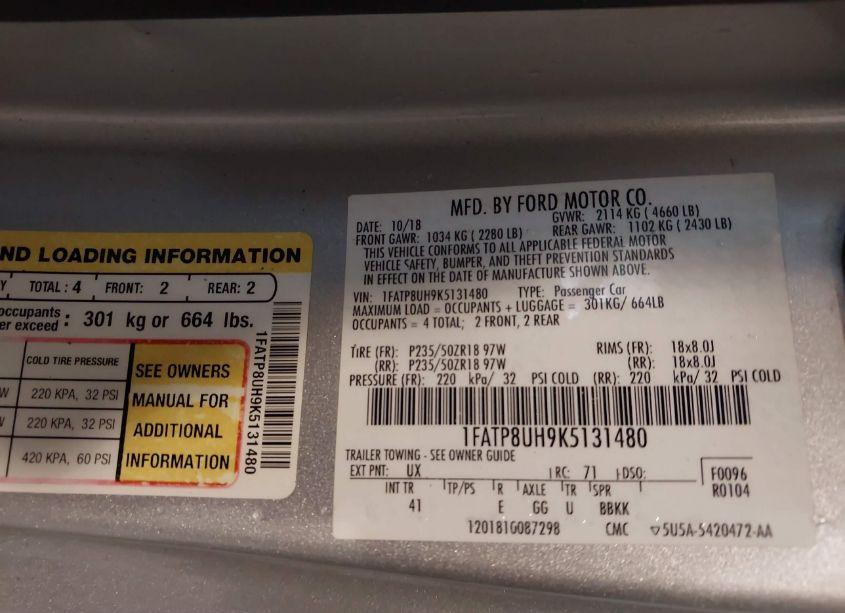 ND LOADING INFORMATION
Y TOTAL: 4 FRONT: 2 REAR: 2
occupants
er exceed : 301 kg or 664 lbs.
COLD TIRE PRESSURE
W 220 KPA, 32 PSI
W 220 KPA, 32 PSI
420 KPA, 60 PSI
SEE OWNERS
MANUAL FOR
ADDITIONAL
INFORMATION
1FATP8UH9K5131480
MFD. BY FORD MOTOR CO.
DATE: 10/18 GVWR: 2114 KG ( 4660 LB)
FRONT GAWR: 1034 KG ( 2280 LB) REAR GAWR: 1102 KG ( 2430 LB)
THIS VEHICLE CONFORMS TO ALL APPLICABLE FEDERAL MOTOR
VEHICLE SAFETY, BUMPER, AND THEFT PREVENTION STANDARDS
IN EFFECT ON THE DATE OF MANUFACTURE SHOWN ABOVE.
VIN: 1FATP8UH9K5131480 TYPE: Passenger Car
MAXIMUM LOAD = OCCUPANTS + LUGGAGE = 301KG/ 664LB
OCCUPANTS = 4 TOTAL; 2 FRONT, 2 REAR
TIRE (FR): P235/50ZR18 97W RIMS (FR): 18x8.0J
(RR): P235/50ZR18 97W (RR): 18x8.0J
PRESSURE (FR): 220 kPa/ 32 PSI COLD (RR): 220 kPa/ 32 PSI COLD
1FATP8UH9K5131480
TRAILER TOWING - SEE OWNER GUIDE
EXT PNT: UX RC: 71 DSO: F0096
R0104
INT TR TP/PS R AXLE TR SPR
41 E GG U BBKK
120181G087298 CMC 5U5A-5420472-AA